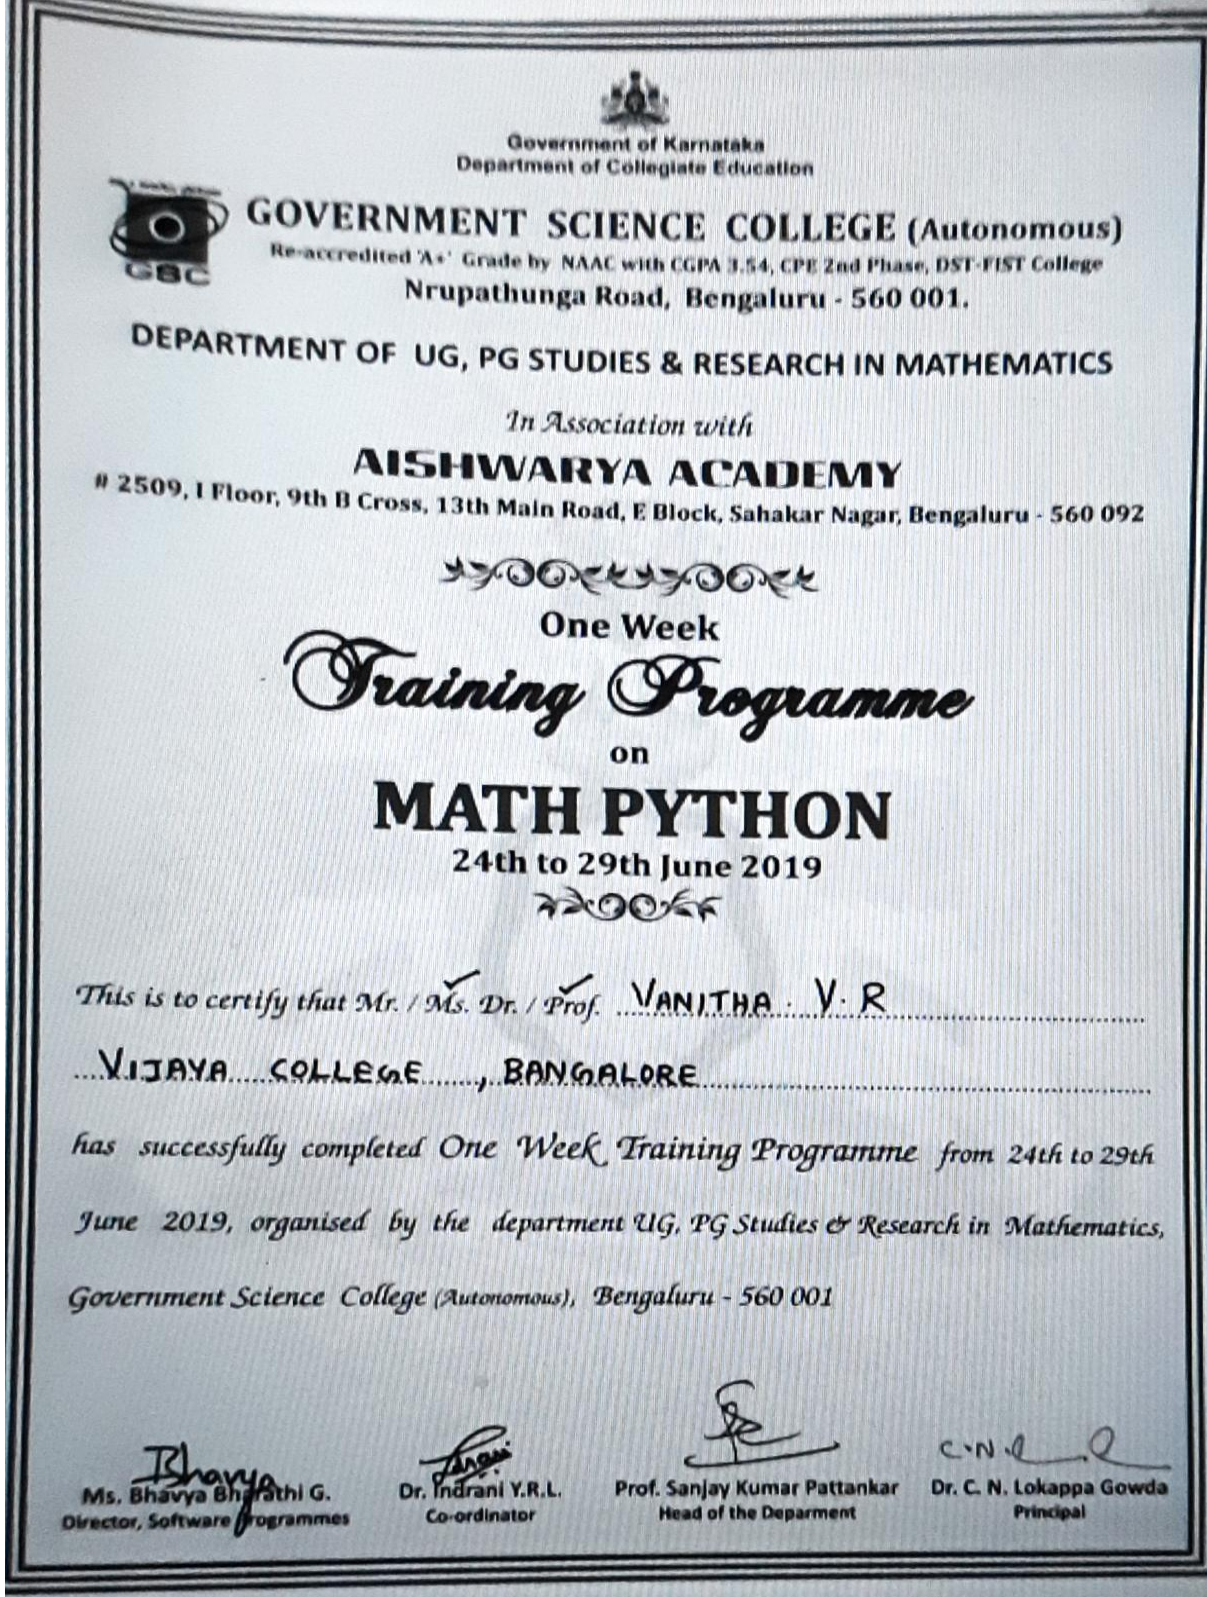 Government of Karnataka
Department of Collegiate Education
GSC
GOVERNMENT SCIENCE COLLEGE (Autonomous)
Re-accredited 'A+' Grade by NAAC with CGPA 3.54, CPE 2nd Phase, DST-FIST College
Nrupathunga Road, Bengaluru - 560 001.
DEPARTMENT OF UG, PG STUDIES & RESEARCH IN MATHEMATICS
In Association with
AISHWARYA ACADEMY
# 2509, I Floor, 9th B Cross, 13th Main Road, E Block, Sahakar Nagar, Bengaluru - 560 092
One Week
Training Programme
on
MATH PYTHON
24th to 29th June 2019
This is to certify that Mr. / Ms. Dr. / Prof. VANITHA . V. R
VIJAYA COLLEGE , BANGALORE
has successfully completed One Week Training Programme from 24th to 29th
June 2019, organised by the department UG, PG Studies & Research in Mathematics,
Government Science College (Autonomous), Bengaluru - 560 001
Bhavya
C.N.
Ms. Bhavya Bharathi G. Dr. Indrani Y.R.L. Prof. Sanjay Kumar Pattankar Dr. C. N. Lokappa Gowda
Director, Software Programmes Co-ordinator Head of the Deparment Principal